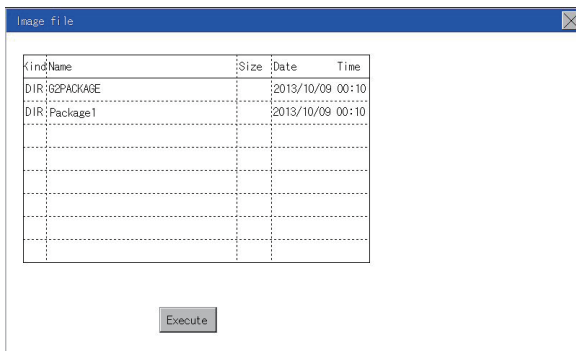 Image file
Kind Name Size Date Time
DIR G2PACKAGE 2013/10/09 00:10
DIR Package1 2013/10/09 00:10
Execute